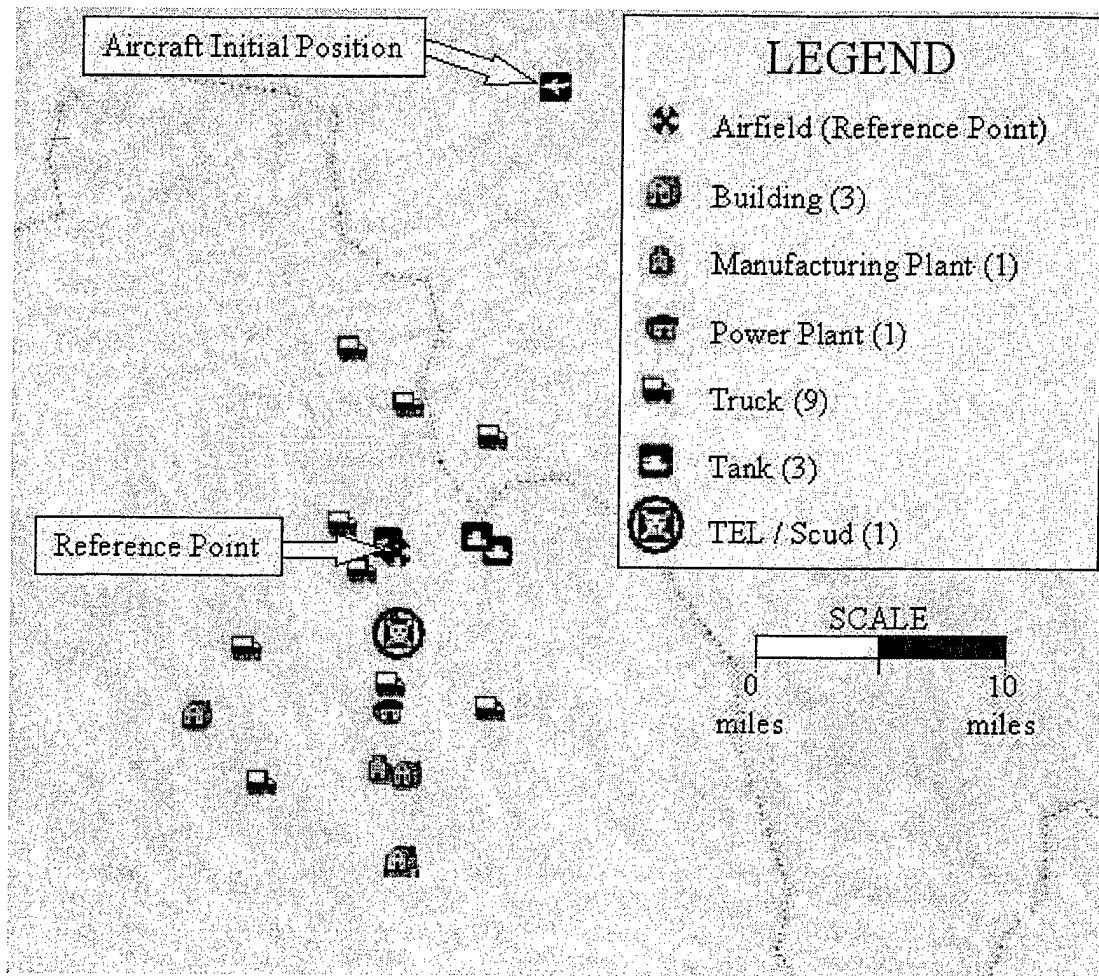 Aircraft Initial Position
LEGEND
Airfield (Reference Point)
Building (3)
Manufacturing Plant (1)
Power Plant (1)
Truck (9)
Tank (3)
TEL / Scud (1)
Reference Point
SCALE
0 10
miles miles